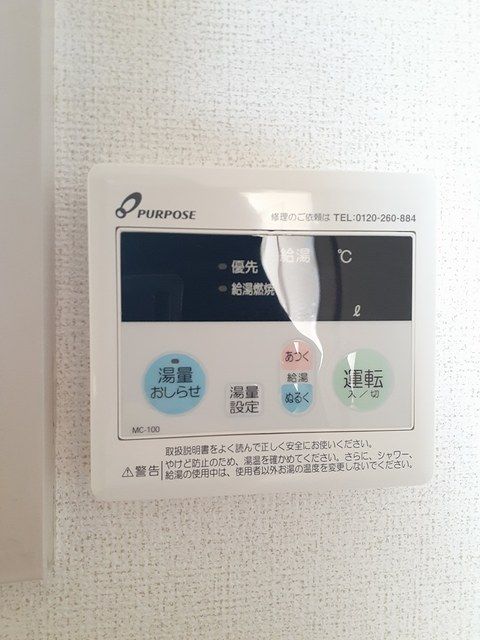 PURPOSE
修理のご依頼は TEL:0120-260-884
給湯 ℃
優先
給湯燃焼
ℓ
湯量
おしらせ
湯量
設定
あつく
給湯
ぬるく
運転
入／切
MC-100
取扱説明書をよく読んで正しく安全にお使いください。
⚠警告
やけど防止のため、湯温を確かめてください。さらに、シャワー、
給湯の使用中は、使用者以外お湯の温度を変更しないでください。